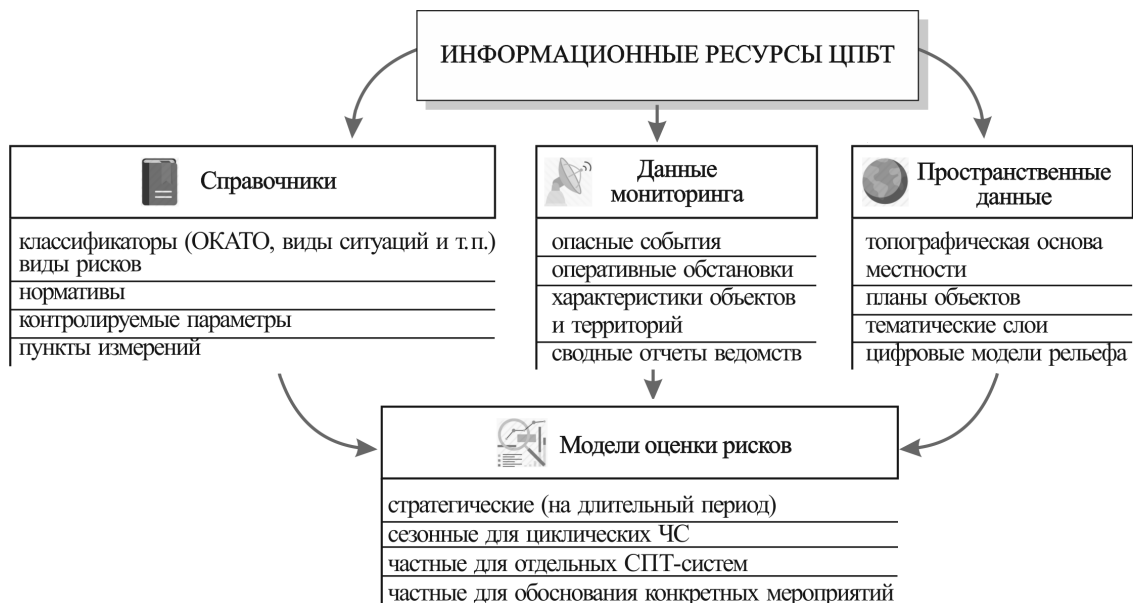 ИНФОРМАЦИОННЫЕ РЕСУРСЫ ЦПБТ
Справочники
классификаторы (ОКАТО, виды ситуаций и т.п.)
виды рисков
нормативы
контролируемые параметры
пункты измерений
Данные
мониторинга
опасные события
оперативные обстановки
характеристики объектов
и территорий
сводные отчеты ведомств
Пространственные
данные
топографическая основа
местности
планы объектов
тематические слои
цифровые модели рельефа
Модели оценки рисков
стратегические (на длительный период)
сезонные для циклических ЧС
частные для отдельных СПТ-систем
частные для обоснования конкретных мероприятий